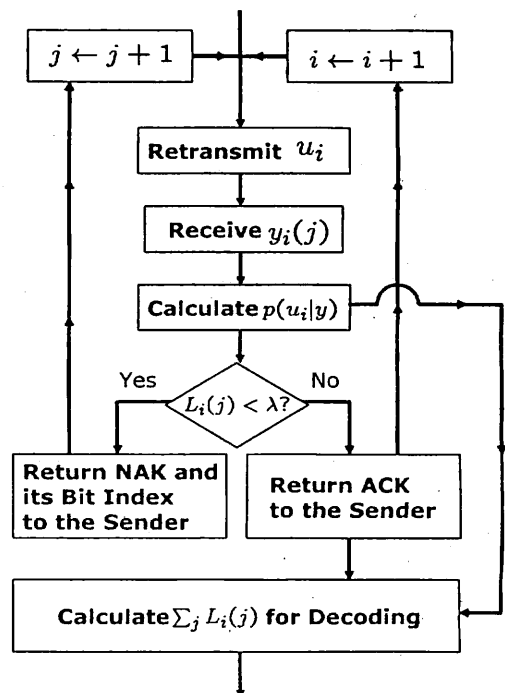 j ← j + 1
i ← i + 1
Retransmit u_i
Receive y_i(j)
Calculate p(u_i|y)
Yes
L_i(j) < λ?
No
Return NAK and
its Bit Index
to the Sender
Return ACK
to the Sender
Calculate ∑_j L_i(j) for Decoding